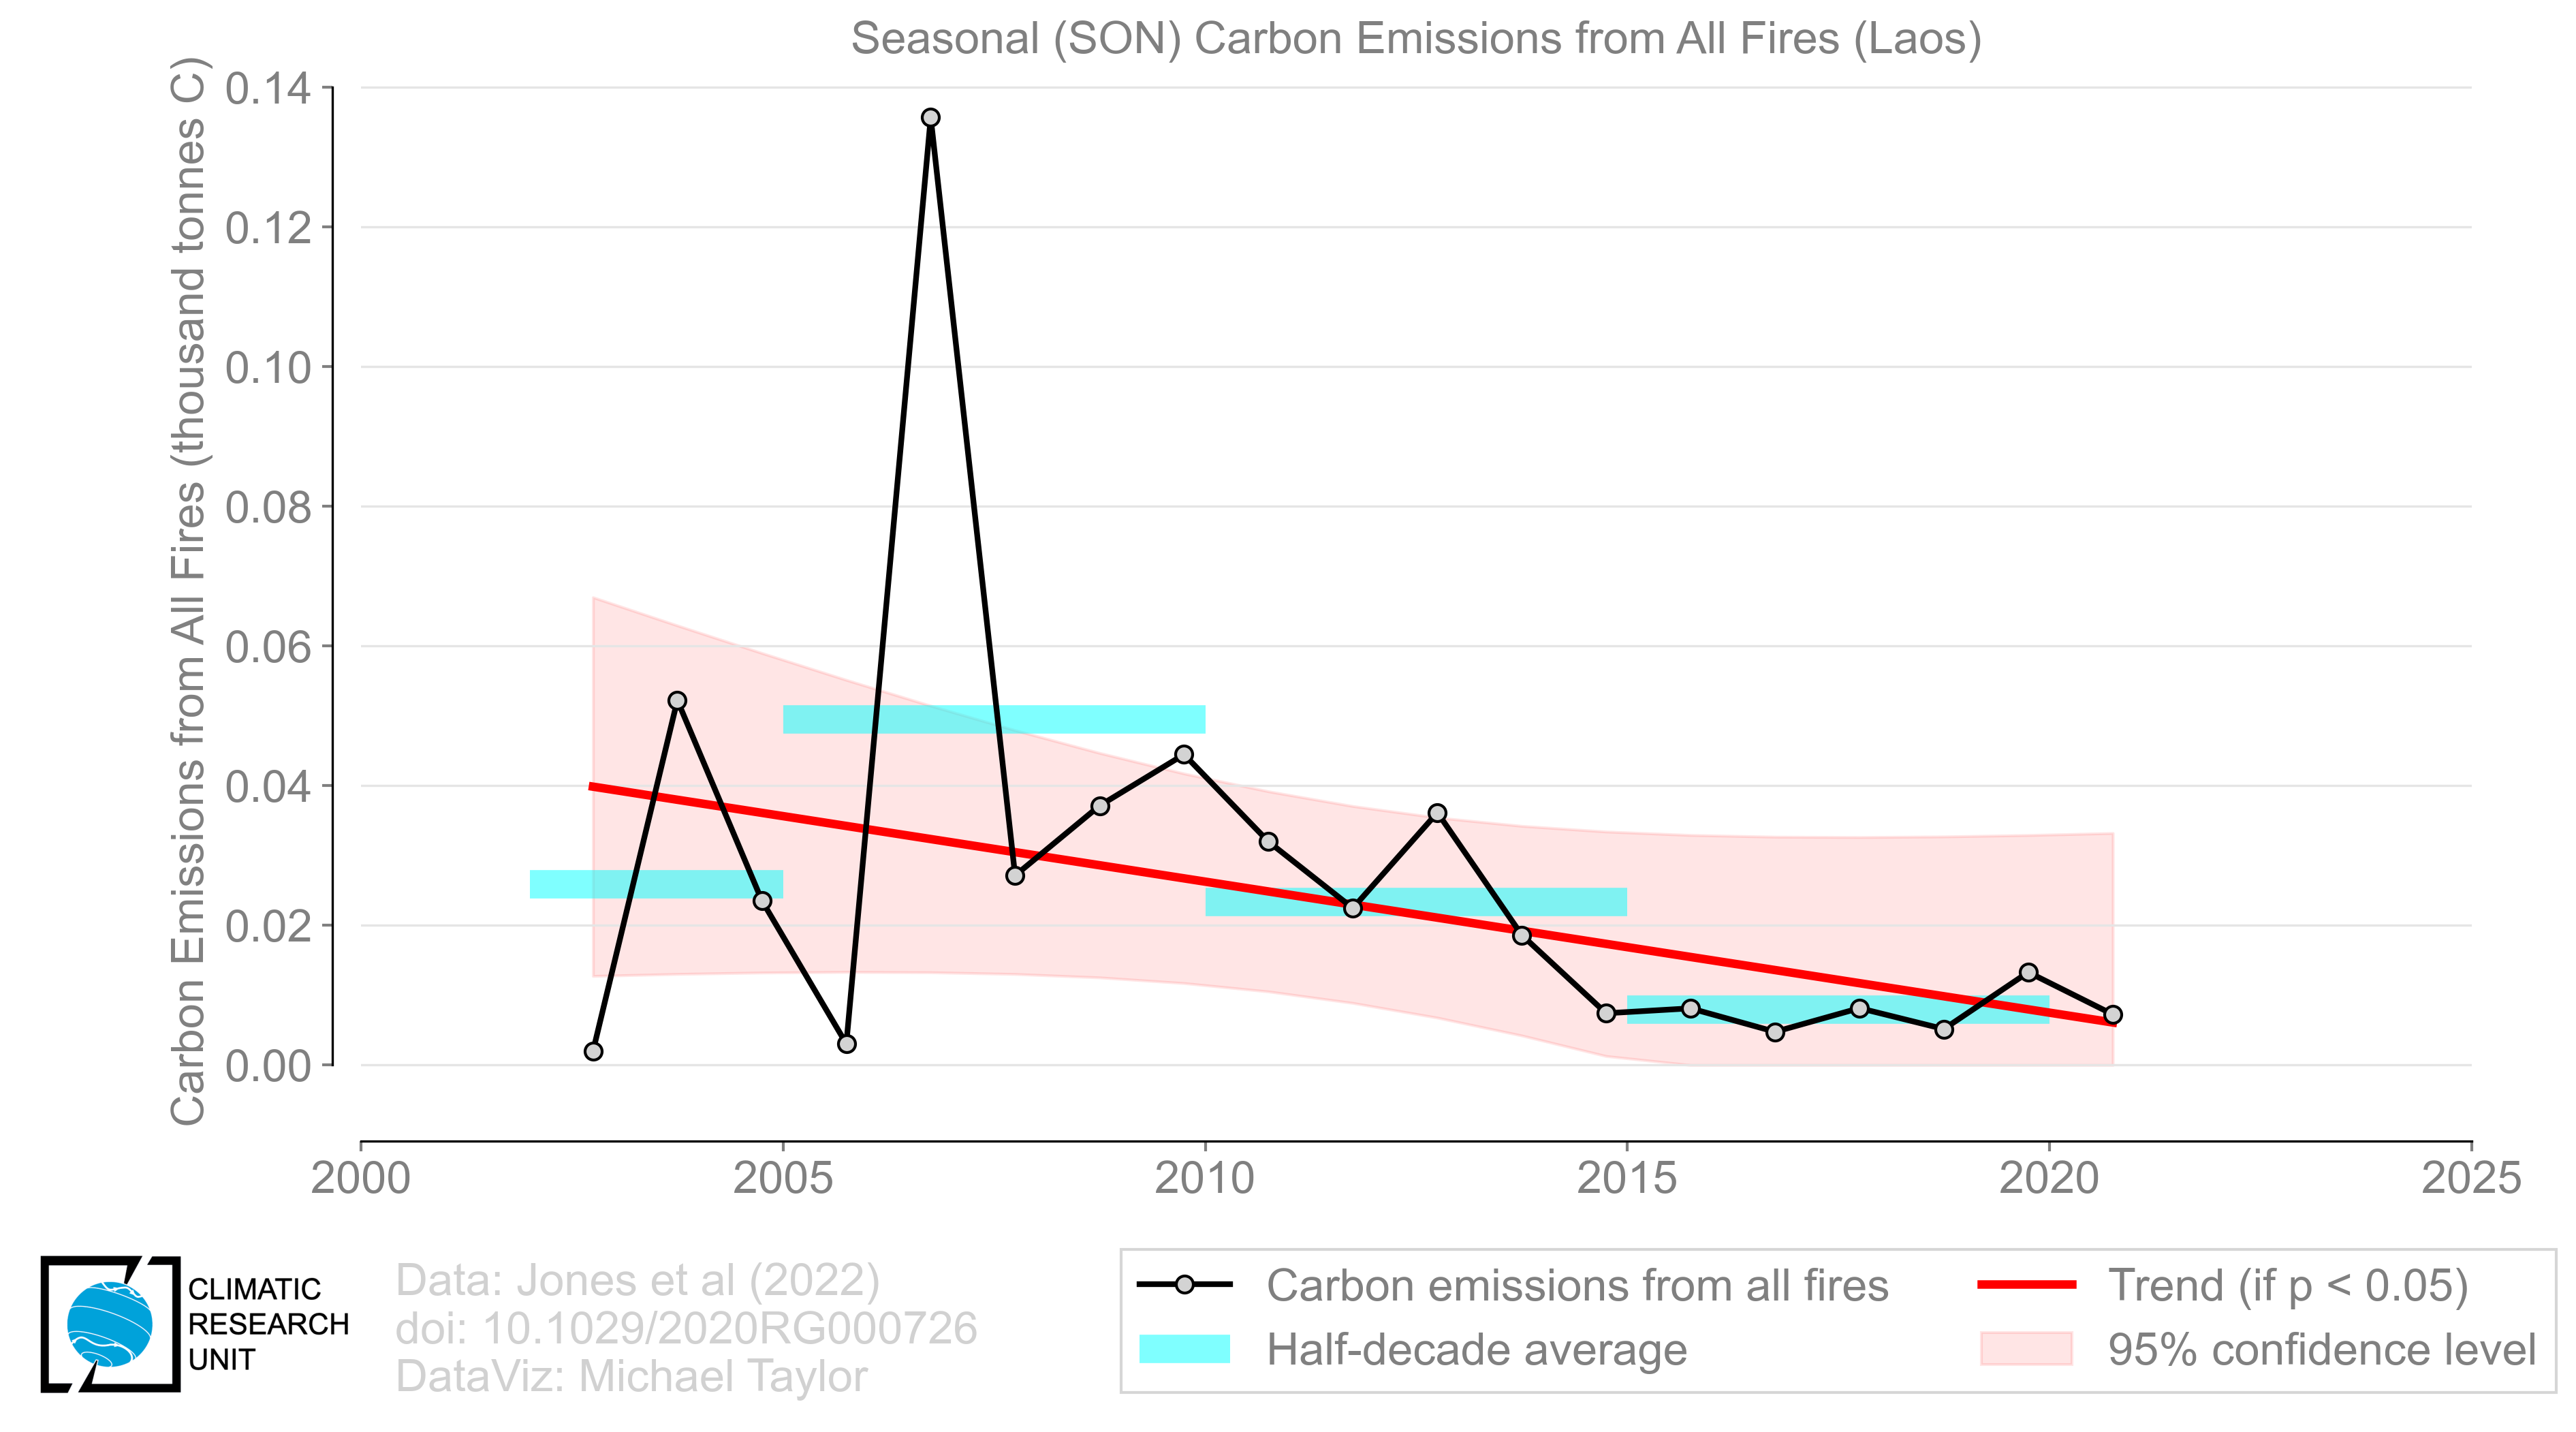 Seasonal (SON) Carbon Emissions from All Fires (Laos)
Carbon Emissions from All Fires (thousand tonnes C)
0.14
0.12
0.10
0.08
0.06
0.04
0.02
0.00
2000 2005 2010 2015 2020 2025
CLIMATIC
RESEARCH
UNIT
Data: Jones et al (2022)
doi: 10.1029/2020RG000726
DataViz: Michael Taylor
Carbon emissions from all fires
Half-decade average
Trend (if p < 0.05)
95% confidence level